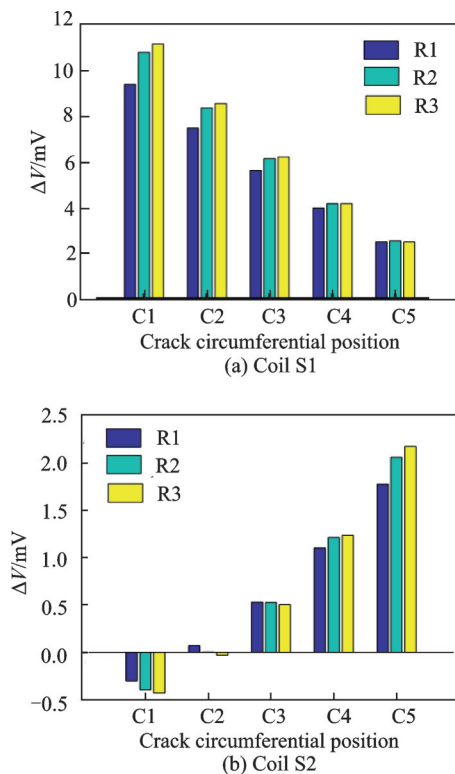 12
10
8
6
4
2
0
ΔV/mV
R1
R2
R3
C1 C2 C3 C4 C5
Crack circumferential position
(a) Coil S1
2.5
2.0
1.5
1.0
0.5
0.0
−0.5
ΔV/mV
R1
R2
R3
C1 C2 C3 C4 C5
Crack circumferential position
(b) Coil S2